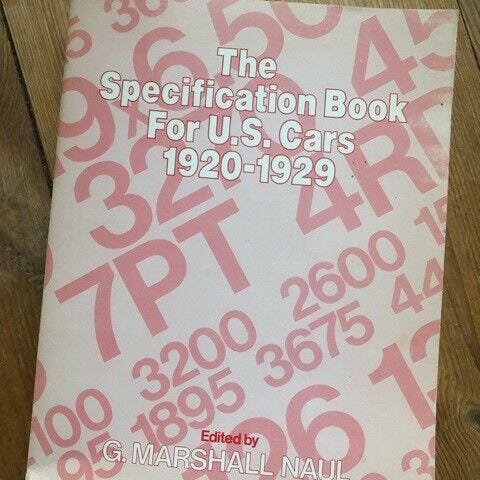 The
Specification Book
For U.S. Cars
1920-1929
4RD
7PT
2600
3200
3675
1895
Edited by
G. MARSHALL NAUL